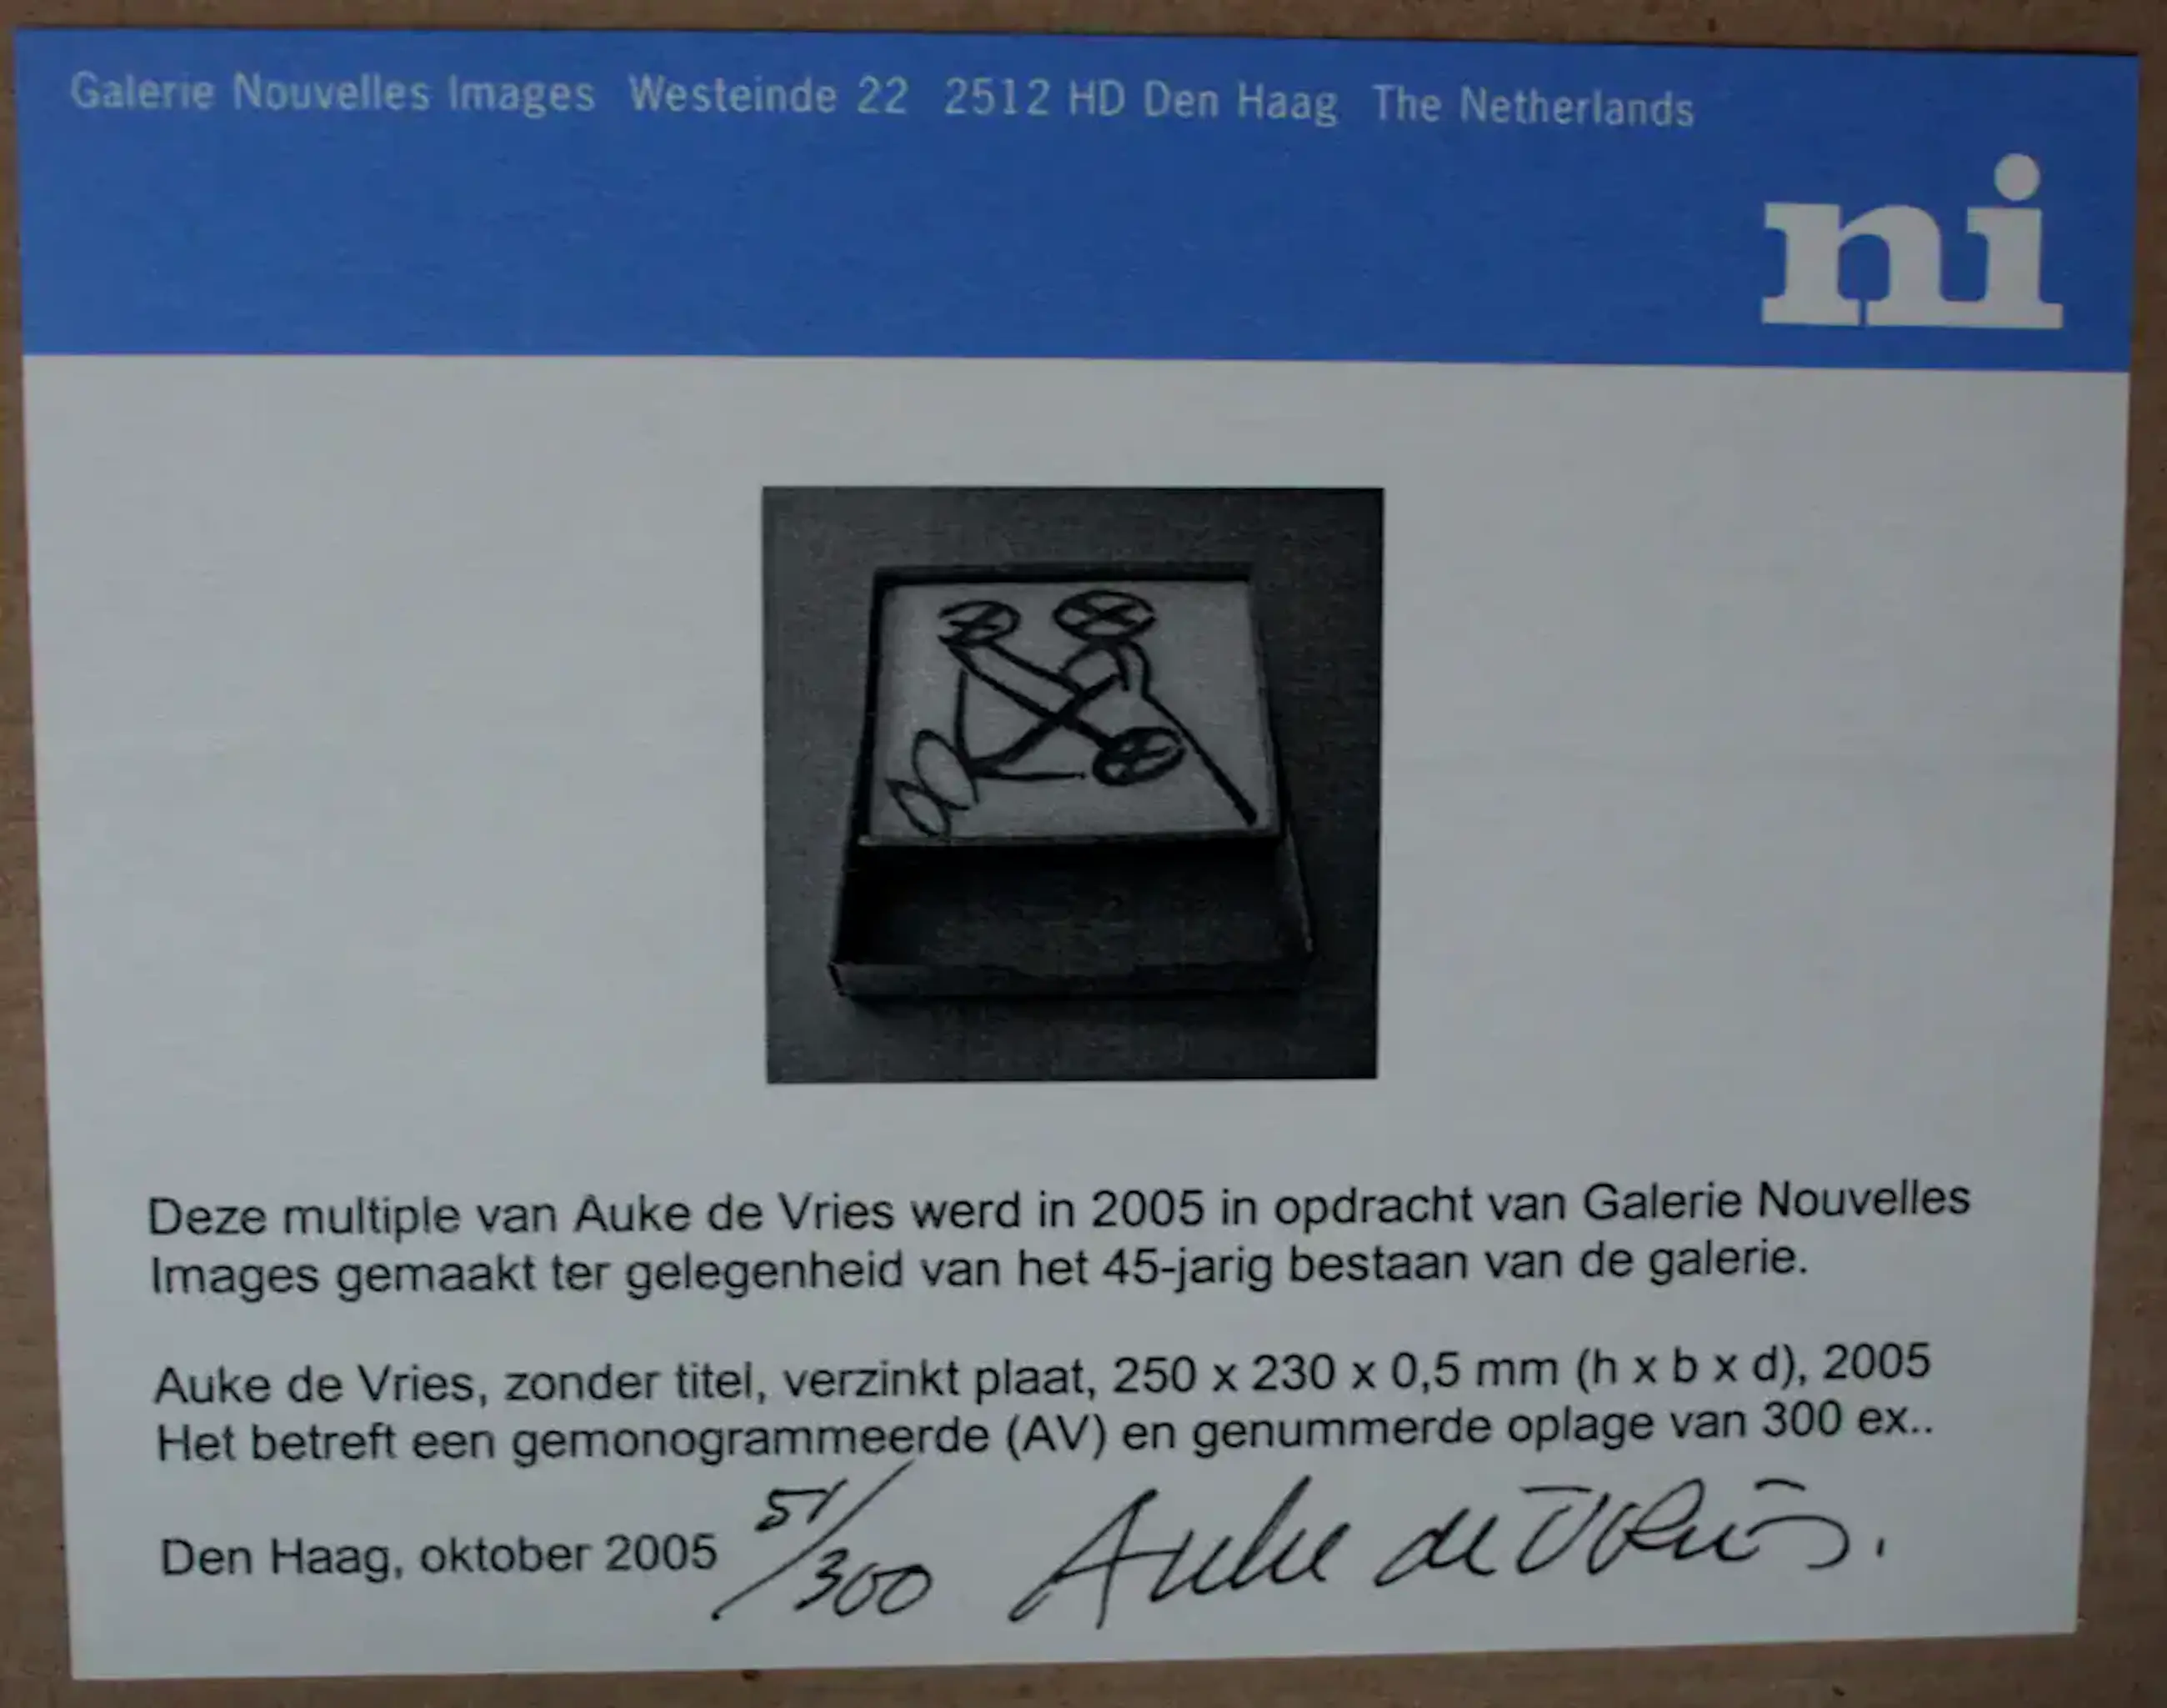 Galerie Nouvelles Images Westeinde 22 2512 HD Den Haag The Netherlands
ni
Deze multiple van Auke de Vries werd in 2005 in opdracht van Galerie Nouvelles
Images gemaakt ter gelegenheid van het 45-jarig bestaan van de galerie.
Auke de Vries, zonder titel, verzinkt plaat, 250 x 230 x 0,5 mm (h x b x d), 2005
Het betreft een gemonogrammeerde (AV) en genummerde oplage van 300 ex..
Den Haag, oktober 2005 51/300 Auke de Vries.